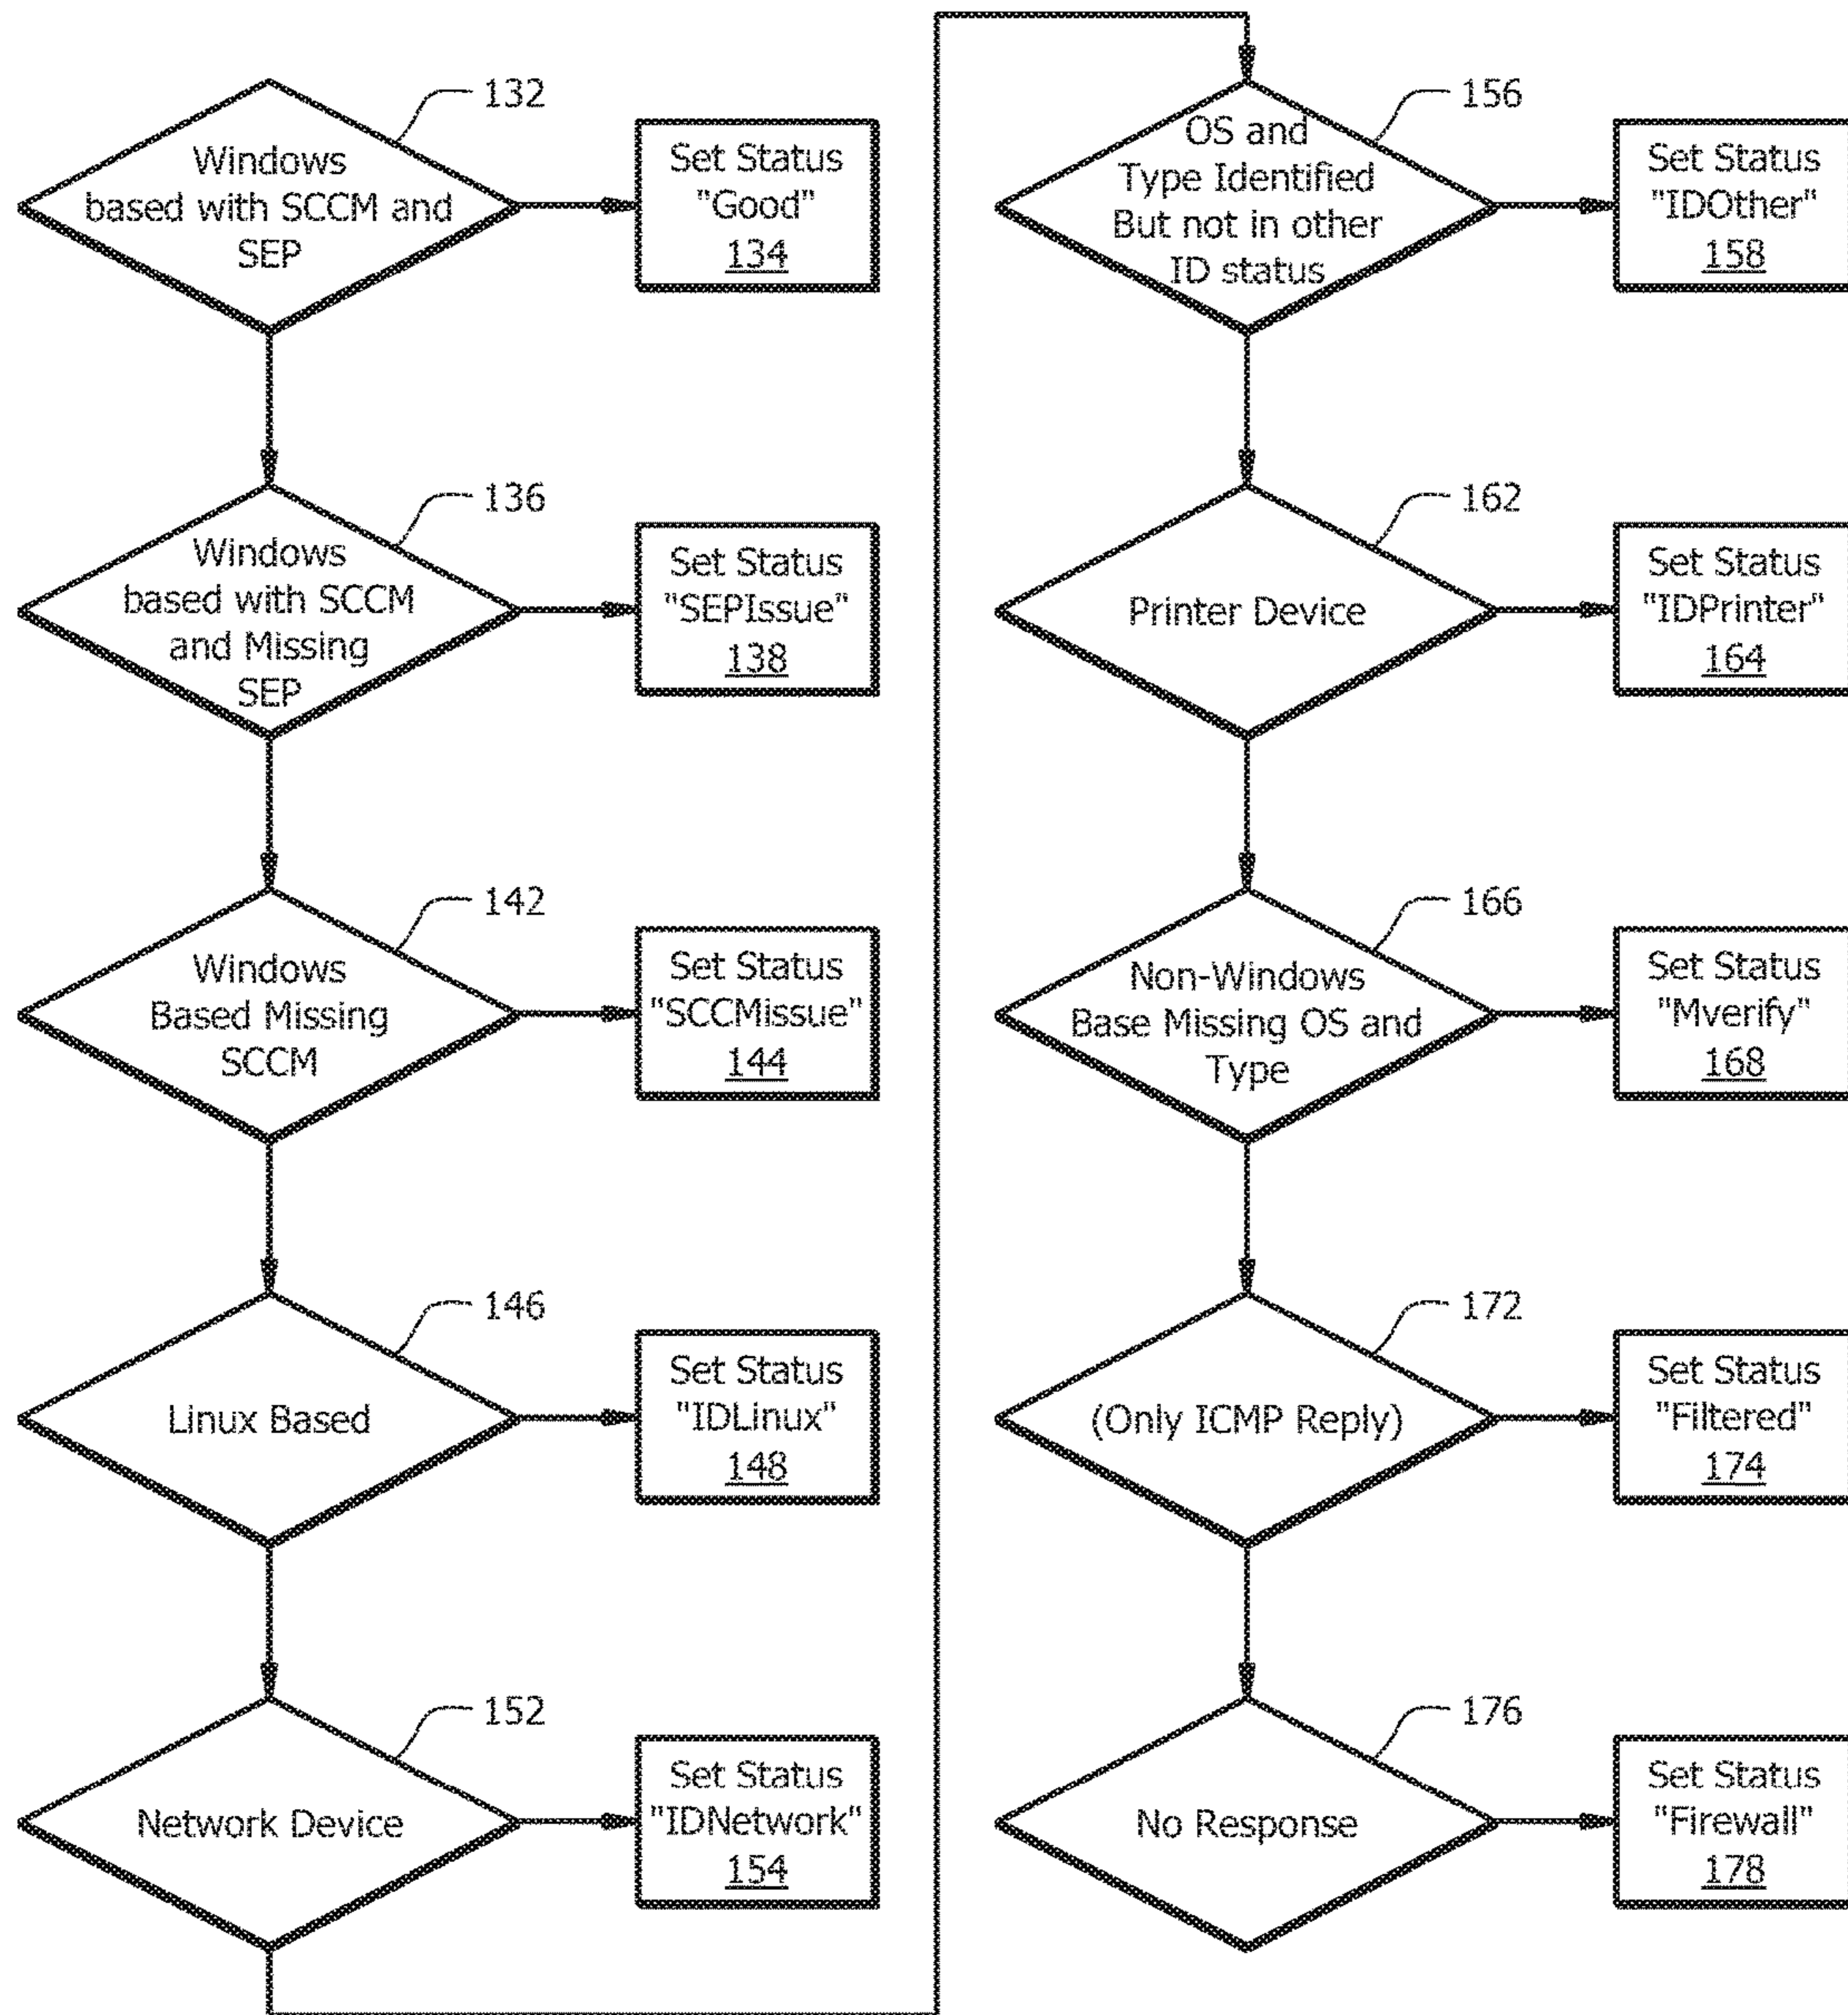 132
Windows
based with SCCM and
SEP
Set Status
"Good"
134
136
Windows
based with SCCM
and Missing
SEP
Set Status
"SEPIssue"
138
142
Windows
Based Missing
SCCM
Set Status
"SCCMissue"
144
146
Linux Based
Set Status
"IDLinux"
148
152
Network Device
Set Status
"IDNetwork"
154
156
OS and
Type Identified
But not in other
ID status
Set Status
"IDOther"
158
162
Printer Device
Set Status
"IDPrinter"
164
166
Non-Windows
Base Missing OS and
Type
Set Status
"Mverify"
168
172
(Only ICMP Reply)
Set Status
"Filtered"
174
176
No Response
Set Status
"Firewall"
178